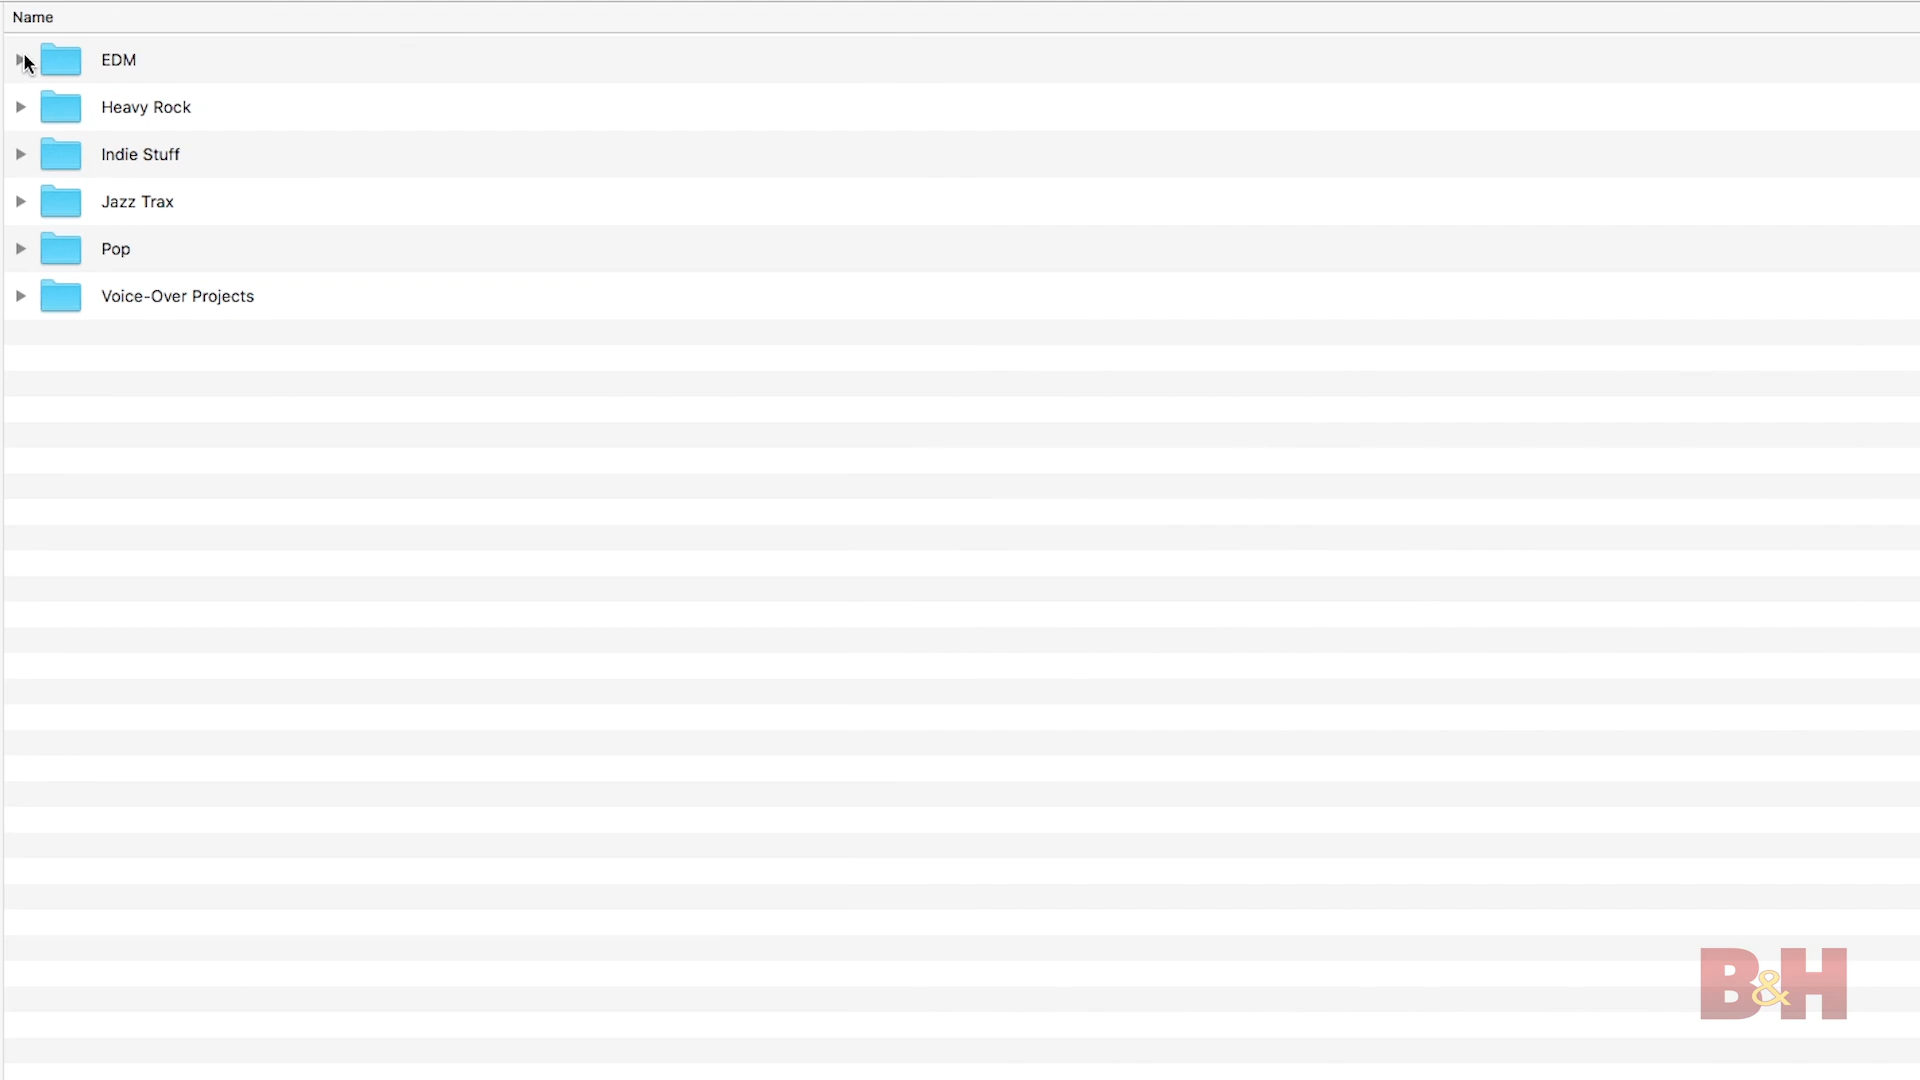 Name
EDM
Heavy Rock
Indie Stuff
Jazz Trax
Pop
Voice-Over Projects
B&H